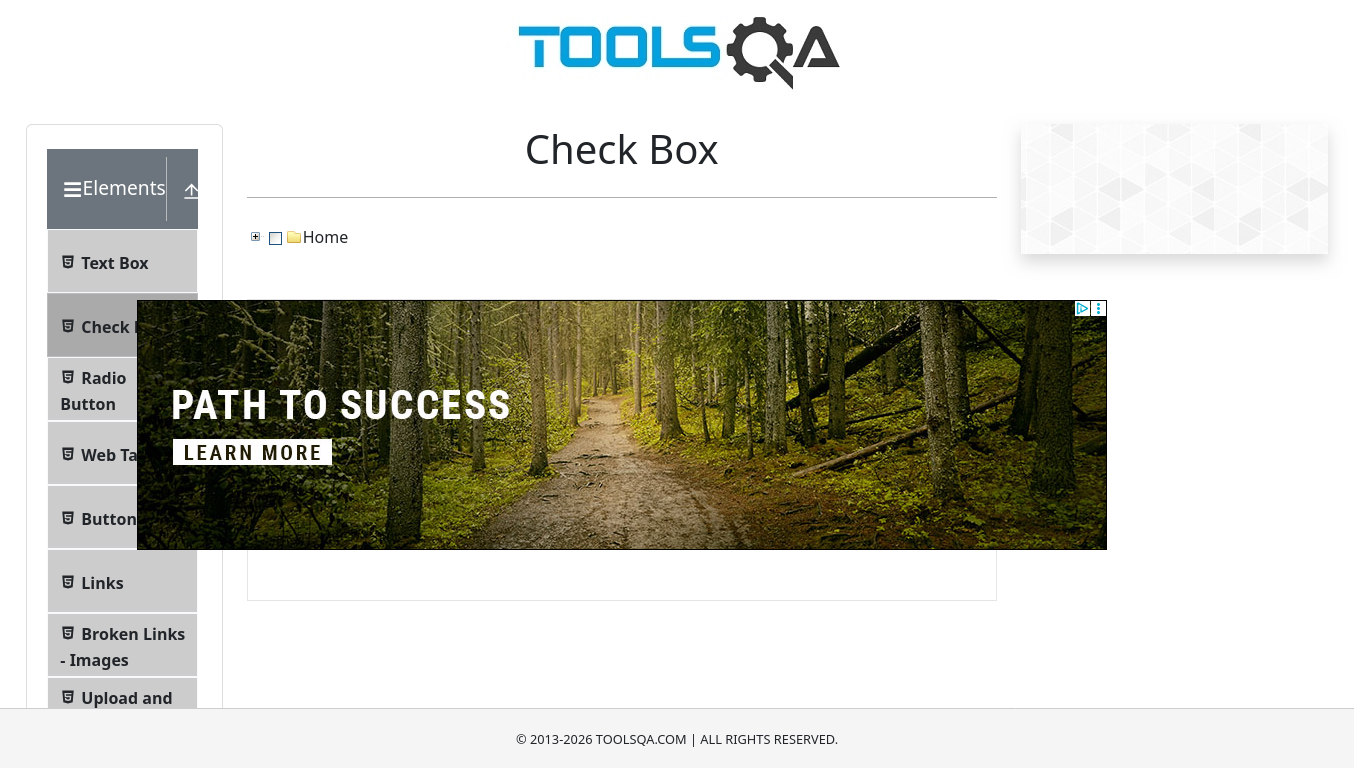 TOOLSQA
Check Box
Elements
Text Box
Home
Check
Radio
Button
Web Ta
Button
Links
Broken Links
- Images
Upload and
PATH TO SUCCESS
LEARN MORE
© 2013-2026 TOOLSQA.COM | ALL RIGHTS RESERVED.